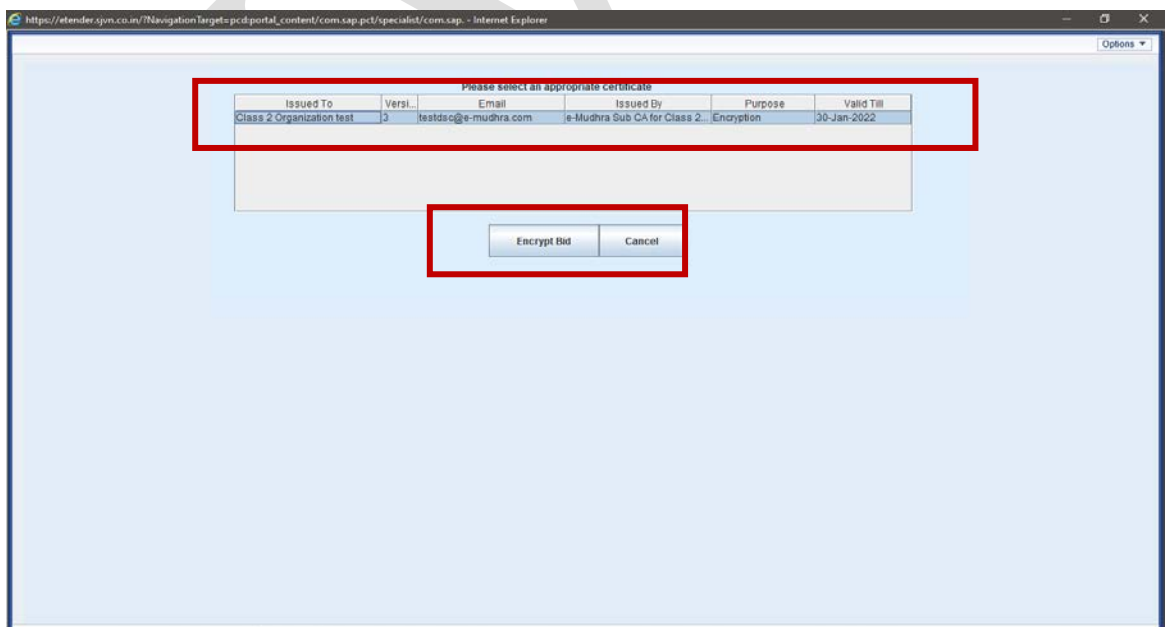 https://etender.sjvn.co.in/?NavigationTarget=pcd:portal_content/com.sap.pct/specialist/com.sap. - Internet Explorer
Options
Please select an appropriate certificate
Issued To Versi... Email Issued By Purpose Valid Till
Class 2 Organization test 3 testdsc@e-mudhra.com e-Mudhra Sub CA for Class 2... Encryption 30-Jan-2022
Encrypt Bid Cancel